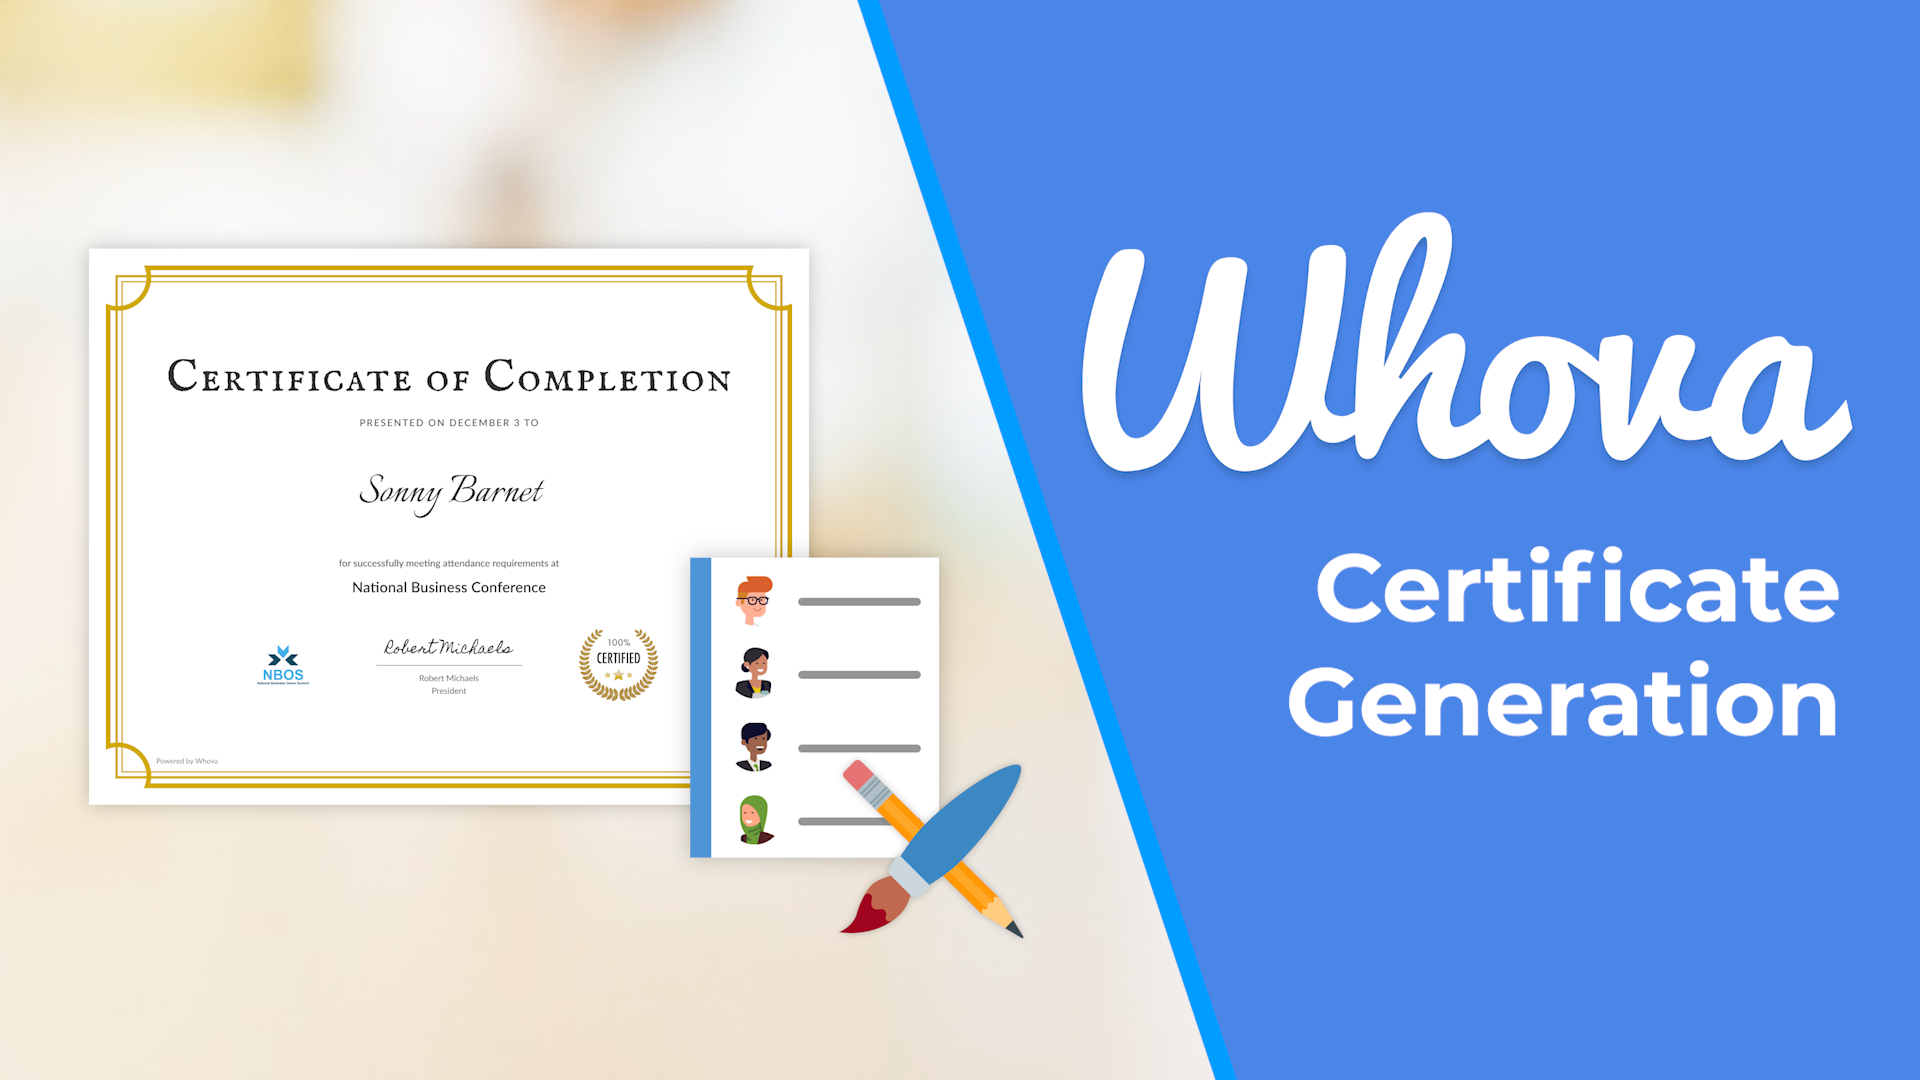 Certificate of Completion
PRESENTED ON DECEMBER 3 TO
Sonny Barnet
for successfully meeting attendance requirements at
National Business Conference
NBOS
Robert Michaels
Robert Michaels
President
100%
CERTIFIED
Powered by Whova
Whova
Certificate
Generation